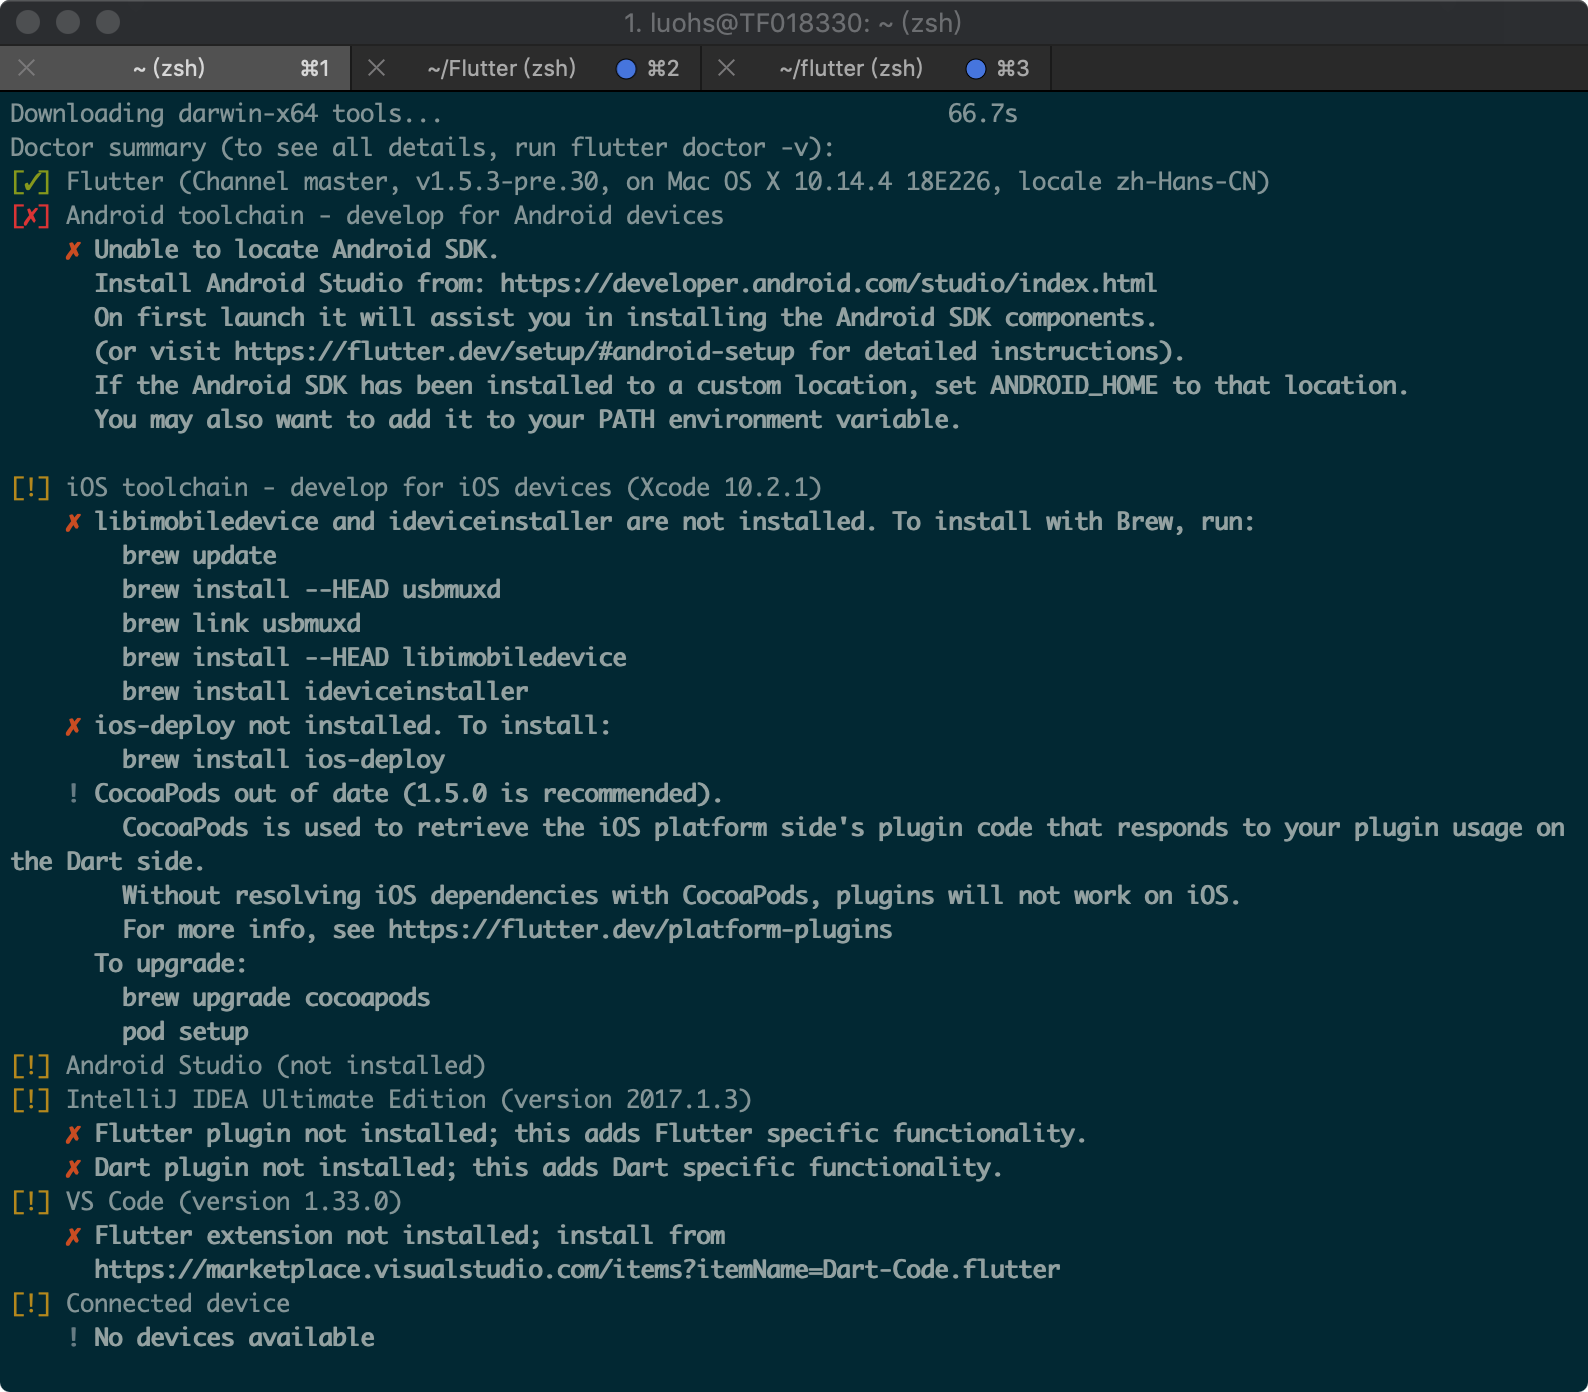 1. luohs@TF018330: ~ (zsh)
~ (zsh) ⌘1 ~/Flutter (zsh) ⌘2 ~/flutter (zsh) ⌘3
Downloading darwin-x64 tools... 66.7s
Doctor summary (to see all details, run flutter doctor -v):
[✓] Flutter (Channel master, v1.5.3-pre.30, on Mac OS X 10.14.4 18E226, locale zh-Hans-CN)
[✗] Android toolchain - develop for Android devices
✗ Unable to locate Android SDK.
Install Android Studio from: https://developer.android.com/studio/index.html
On first launch it will assist you in installing the Android SDK components.
(or visit https://flutter.dev/setup/#android-setup for detailed instructions).
If the Android SDK has been installed to a custom location, set ANDROID_HOME to that location.
You may also want to add it to your PATH environment variable.
[!] iOS toolchain - develop for iOS devices (Xcode 10.2.1)
✗ libimobiledevice and ideviceinstaller are not installed. To install with Brew, run:
brew update
brew install --HEAD usbmuxd
brew link usbmuxd
brew install --HEAD libimobiledevice
brew install ideviceinstaller
✗ ios-deploy not installed. To install:
brew install ios-deploy
! CocoaPods out of date (1.5.0 is recommended).
CocoaPods is used to retrieve the iOS platform side's plugin code that responds to your plugin usage on
the Dart side.
Without resolving iOS dependencies with CocoaPods, plugins will not work on iOS.
For more info, see https://flutter.dev/platform-plugins
To upgrade:
brew upgrade cocoapods
pod setup
[!] Android Studio (not installed)
[!] IntelliJ IDEA Ultimate Edition (version 2017.1.3)
✗ Flutter plugin not installed; this adds Flutter specific functionality.
✗ Dart plugin not installed; this adds Dart specific functionality.
[!] VS Code (version 1.33.0)
✗ Flutter extension not installed; install from
https://marketplace.visualstudio.com/items?itemName=Dart-Code.flutter
[!] Connected device
! No devices available